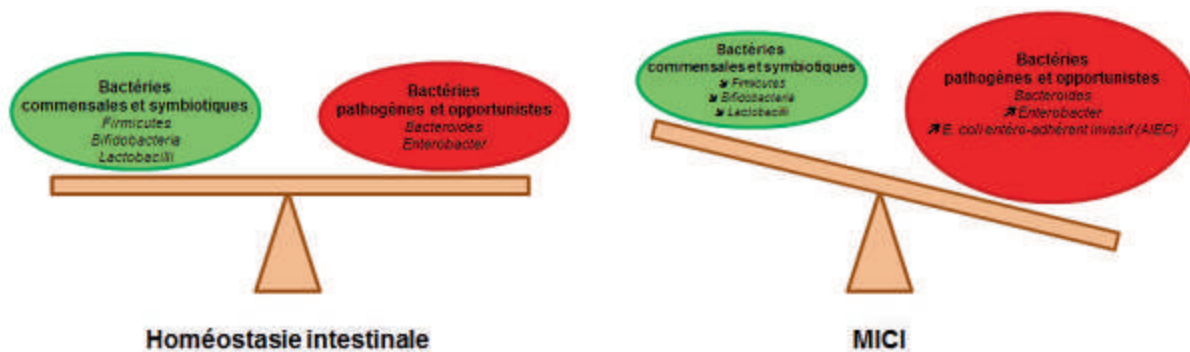 Bactéries
commensales et symbiotiques
Firmicutes
Bifidobacteria
Lactobacilli
Bactéries
pathogènes et opportunistes
Bacteroides
Enterobacter
Homéostasie intestinale
Bactéries
commensales et symbiotiques
↘ Firmicutes
↘ Bifidobacteria
↘ Lactobacilli
Bactéries
pathogènes et opportunistes
Bacteroides
↗ Enterobacter
↗ E. coli entéro-adhérent invasif (AIEC)
MICI